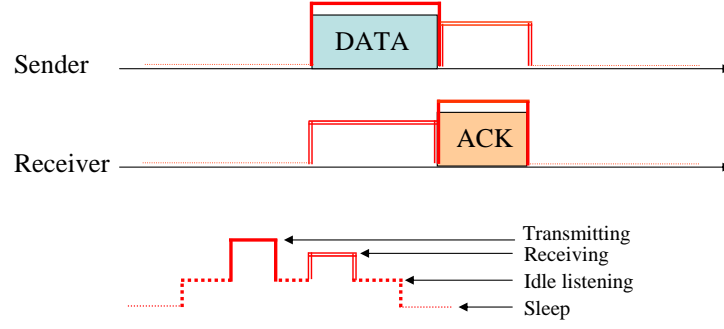 DATA
Sender
ACK
Receiver
Transmitting
Receiving
Idle listening
Sleep